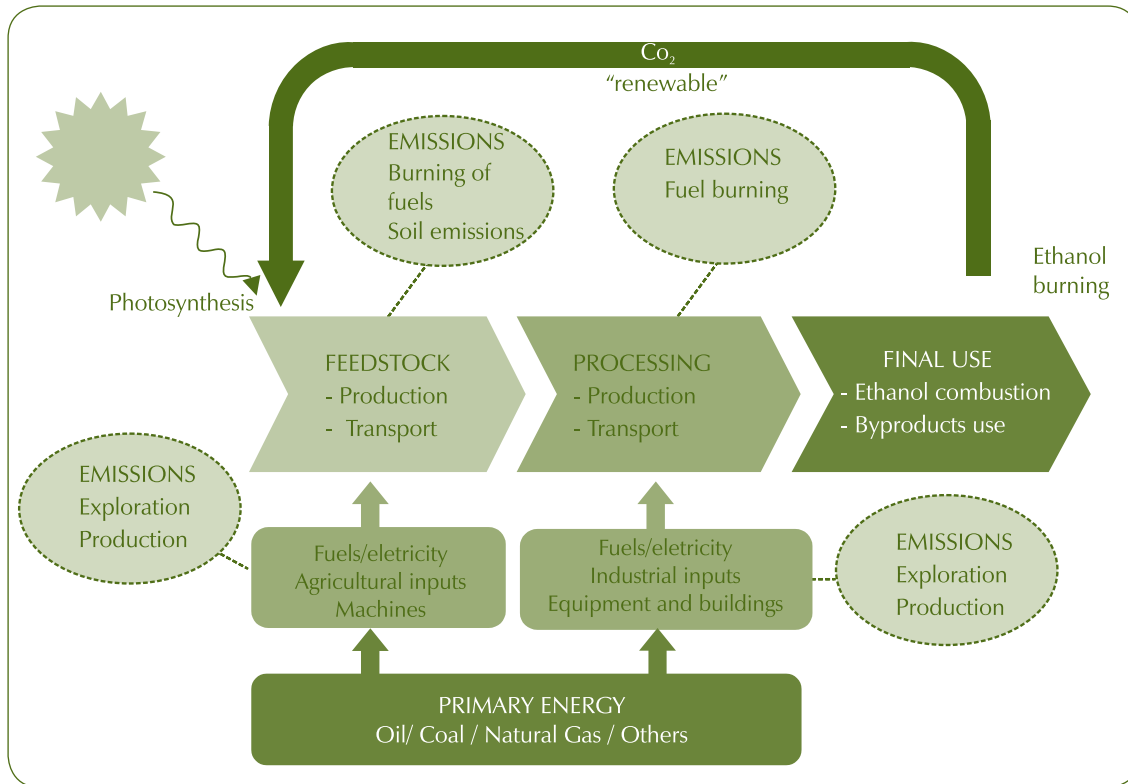 Co₂
“renewable”
EMISSIONS
Burning of
fuels
Soil emissions
EMISSIONS
Fuel burning
Ethanol
burning
Photosynthesis
FEEDSTOCK
- Production
- Transport
PROCESSING
- Production
- Transport
FINAL USE
- Ethanol combustion
- Byproducts use
EMISSIONS
Exploration
Production
Fuels/eletricity
Agricultural inputs
Machines
Fuels/eletricity
Industrial inputs
Equipment and buildings
EMISSIONS
Exploration
Production
PRIMARY ENERGY
Oil/ Coal / Natural Gas / Others